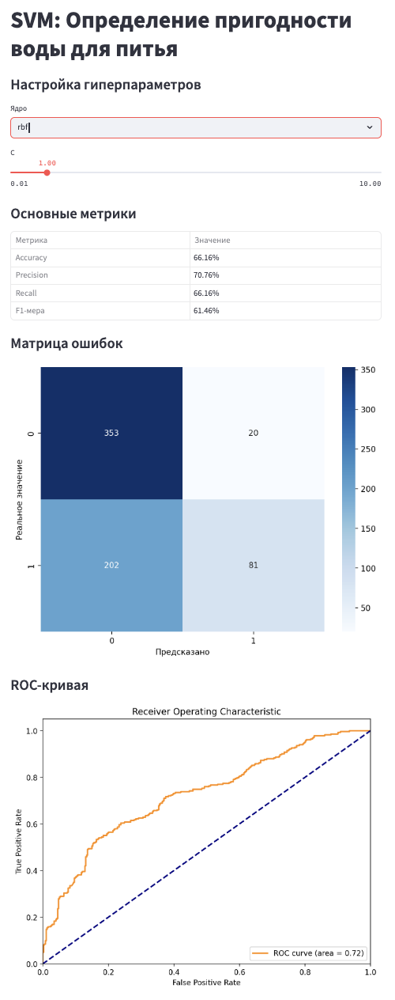 SVM: Определение пригодности
воды для питья
Настройка гиперпараметров
Ядро
rbf
C
1.00
0.01 10.00
Основные метрики
Метрика Значение
Accuracy 66.16%
Precision 70.76%
Recall 66.16%
F1-мера 61.46%
Матрица ошибок
353 20
202 81
0
1
Реальное значение
0 1
Предсказано
350
300
250
200
150
100
50
ROC-кривая
Receiver Operating Characteristic
1.0
0.8
0.6
0.4
0.2
0.0
True Positive Rate
ROC curve (area = 0.72)
0.0 0.2 0.4 0.6 0.8 1.0
False Positive Rate